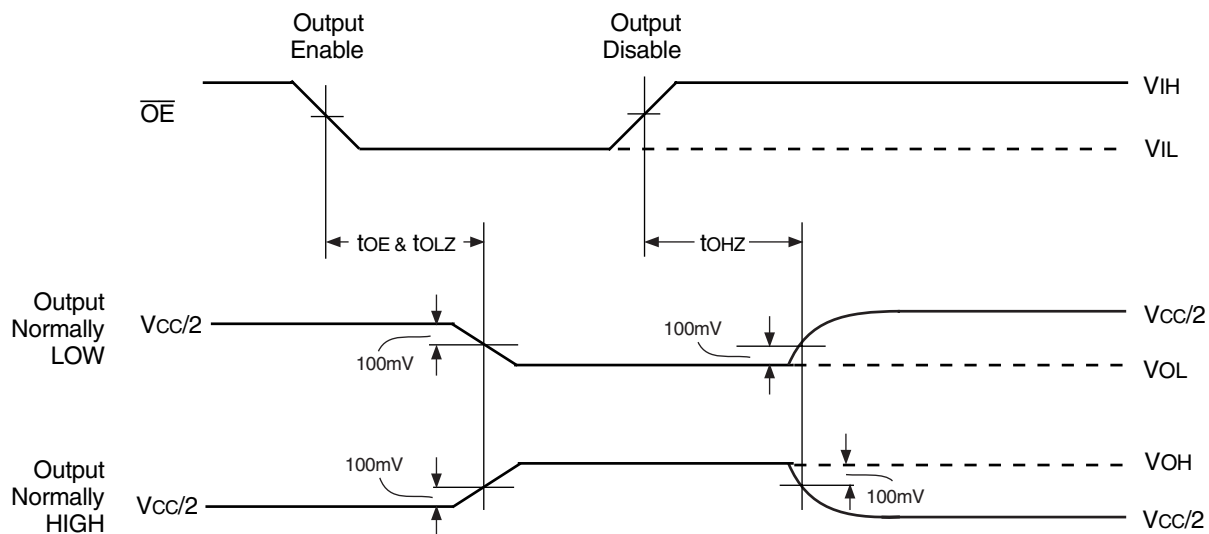 Output
Enable
Output
Disable
OE
VIH
VIL
tOE & tOLZ
tOHZ
Output
Normally
LOW
VCC/2
100mV
100mV
VCC/2
VOL
Output
Normally
HIGH
VCC/2
100mV
100mV
VOH
VCC/2